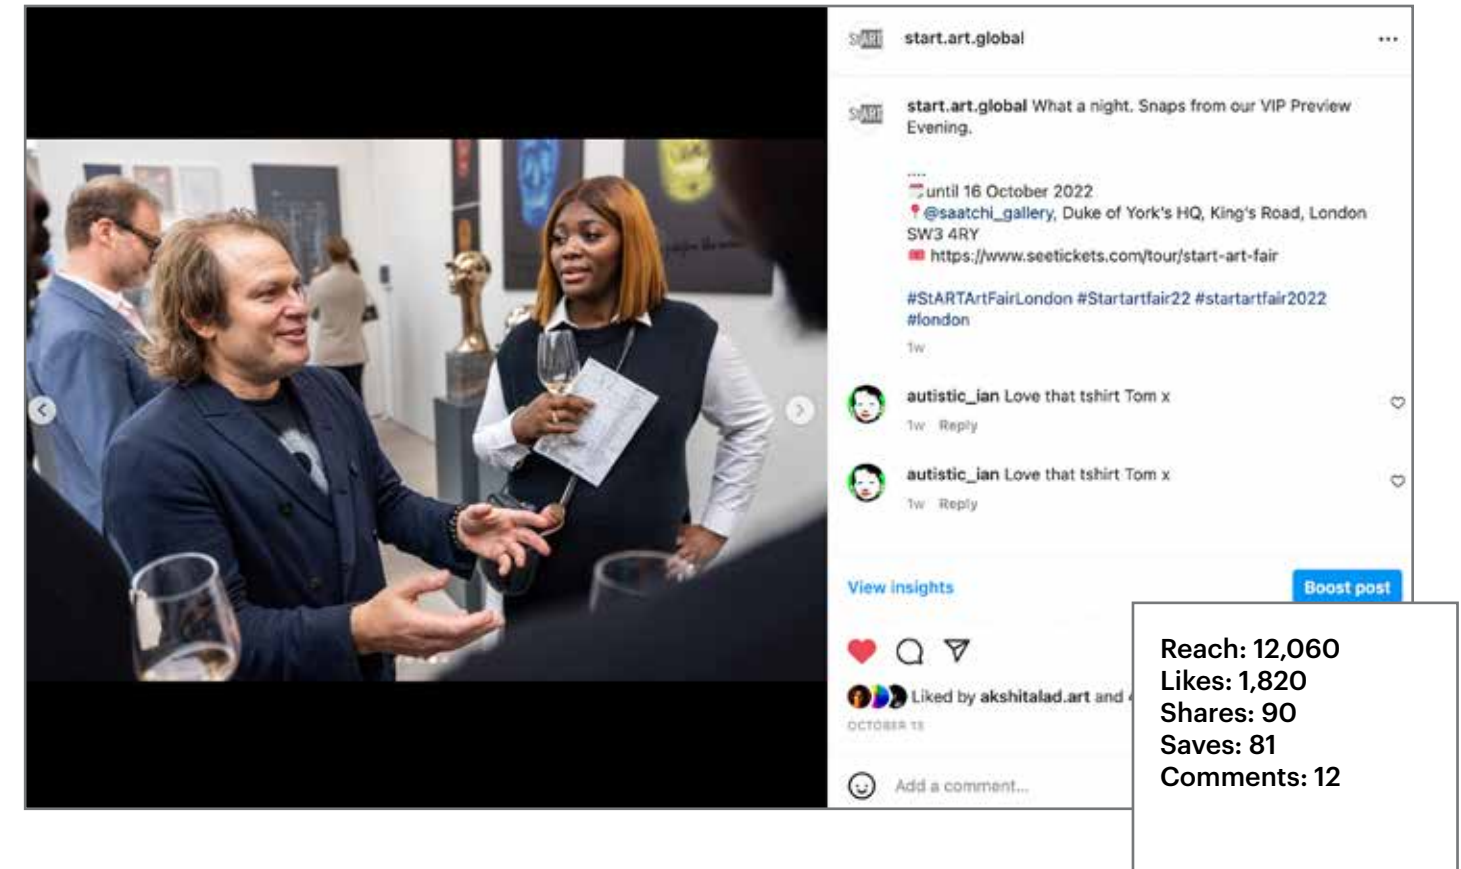 StART
start.art.global
StART
start.art.global What a night. Snaps from our VIP Preview
Evening.
....
until 16 October 2022
@saatchi_gallery, Duke of York's HQ, King's Road, London
SW3 4RY
https://www.seetickets.com/tour/start-art-fair
#StARTArtFairLondon #Startartfair22 #startartfair2022
#london
1w
autistic_ian Love that tshirt Tom x
1w Reply
autistic_ian Love that tshirt Tom x
1w Reply
View insights
Boost post
Liked by akshitalad.art and
OCTOBER 13
Add a comment...
Reach: 12,060
Likes: 1,820
Shares: 90
Saves: 81
Comments: 12